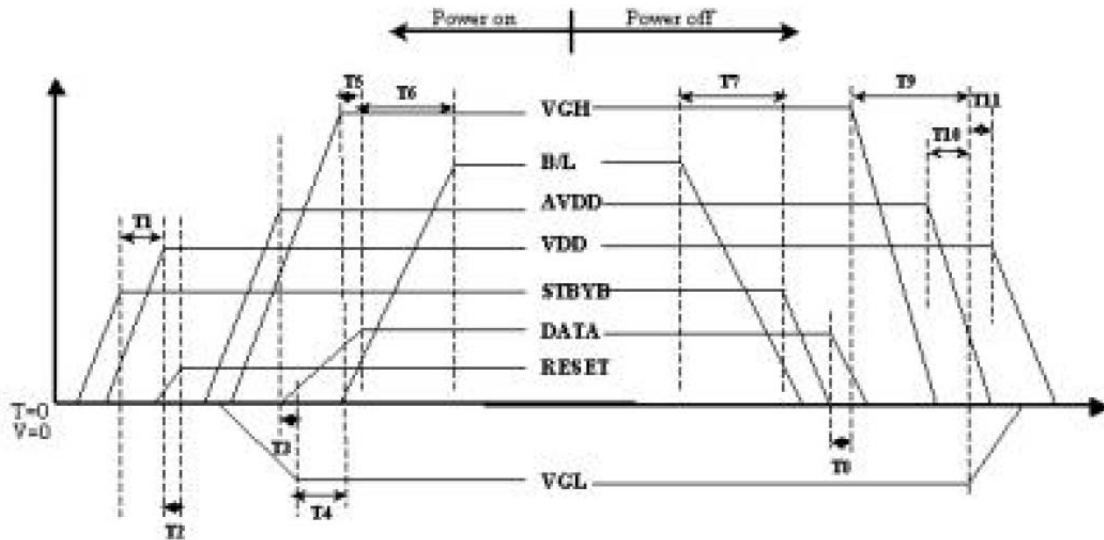 Power on Power off
T5 T6 T7 T9 T11
VGH
T10
B/L
AVDD
T1
VDD
STBYB
DATA
RESET
T=0
V=0
T3 T8
VGL
T4
T2